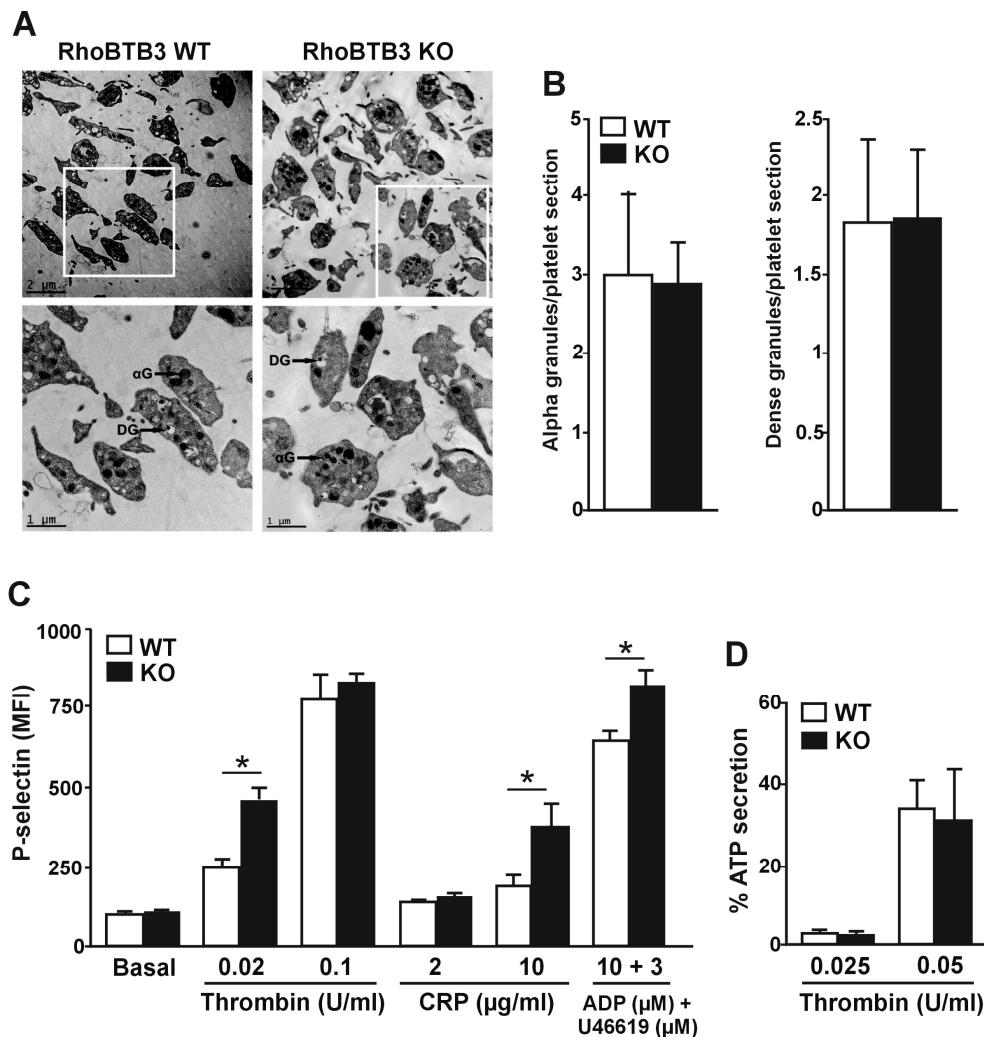 A
RhoBTB3 WT
RhoBTB3 KO
2 µm
αG
DG
1 µm
DG
αG
1 µm
B
WT
KO
Alpha granules/platelet section
5
4
3
2
1
0
Dense granules/platelet section
2.5
2
1.5
1
0.5
0
C
WT
KO
P-selectin (MFI)
1000
750
500
250
0
*
*
*
Basal
0.02
0.1
2
10
10 + 3
Thrombin (U/ml)
CRP (µg/ml)
ADP (µM) +
U46619 (µM)
D
WT
KO
% ATP secretion
60
40
20
0
0.025
0.05
Thrombin (U/ml)